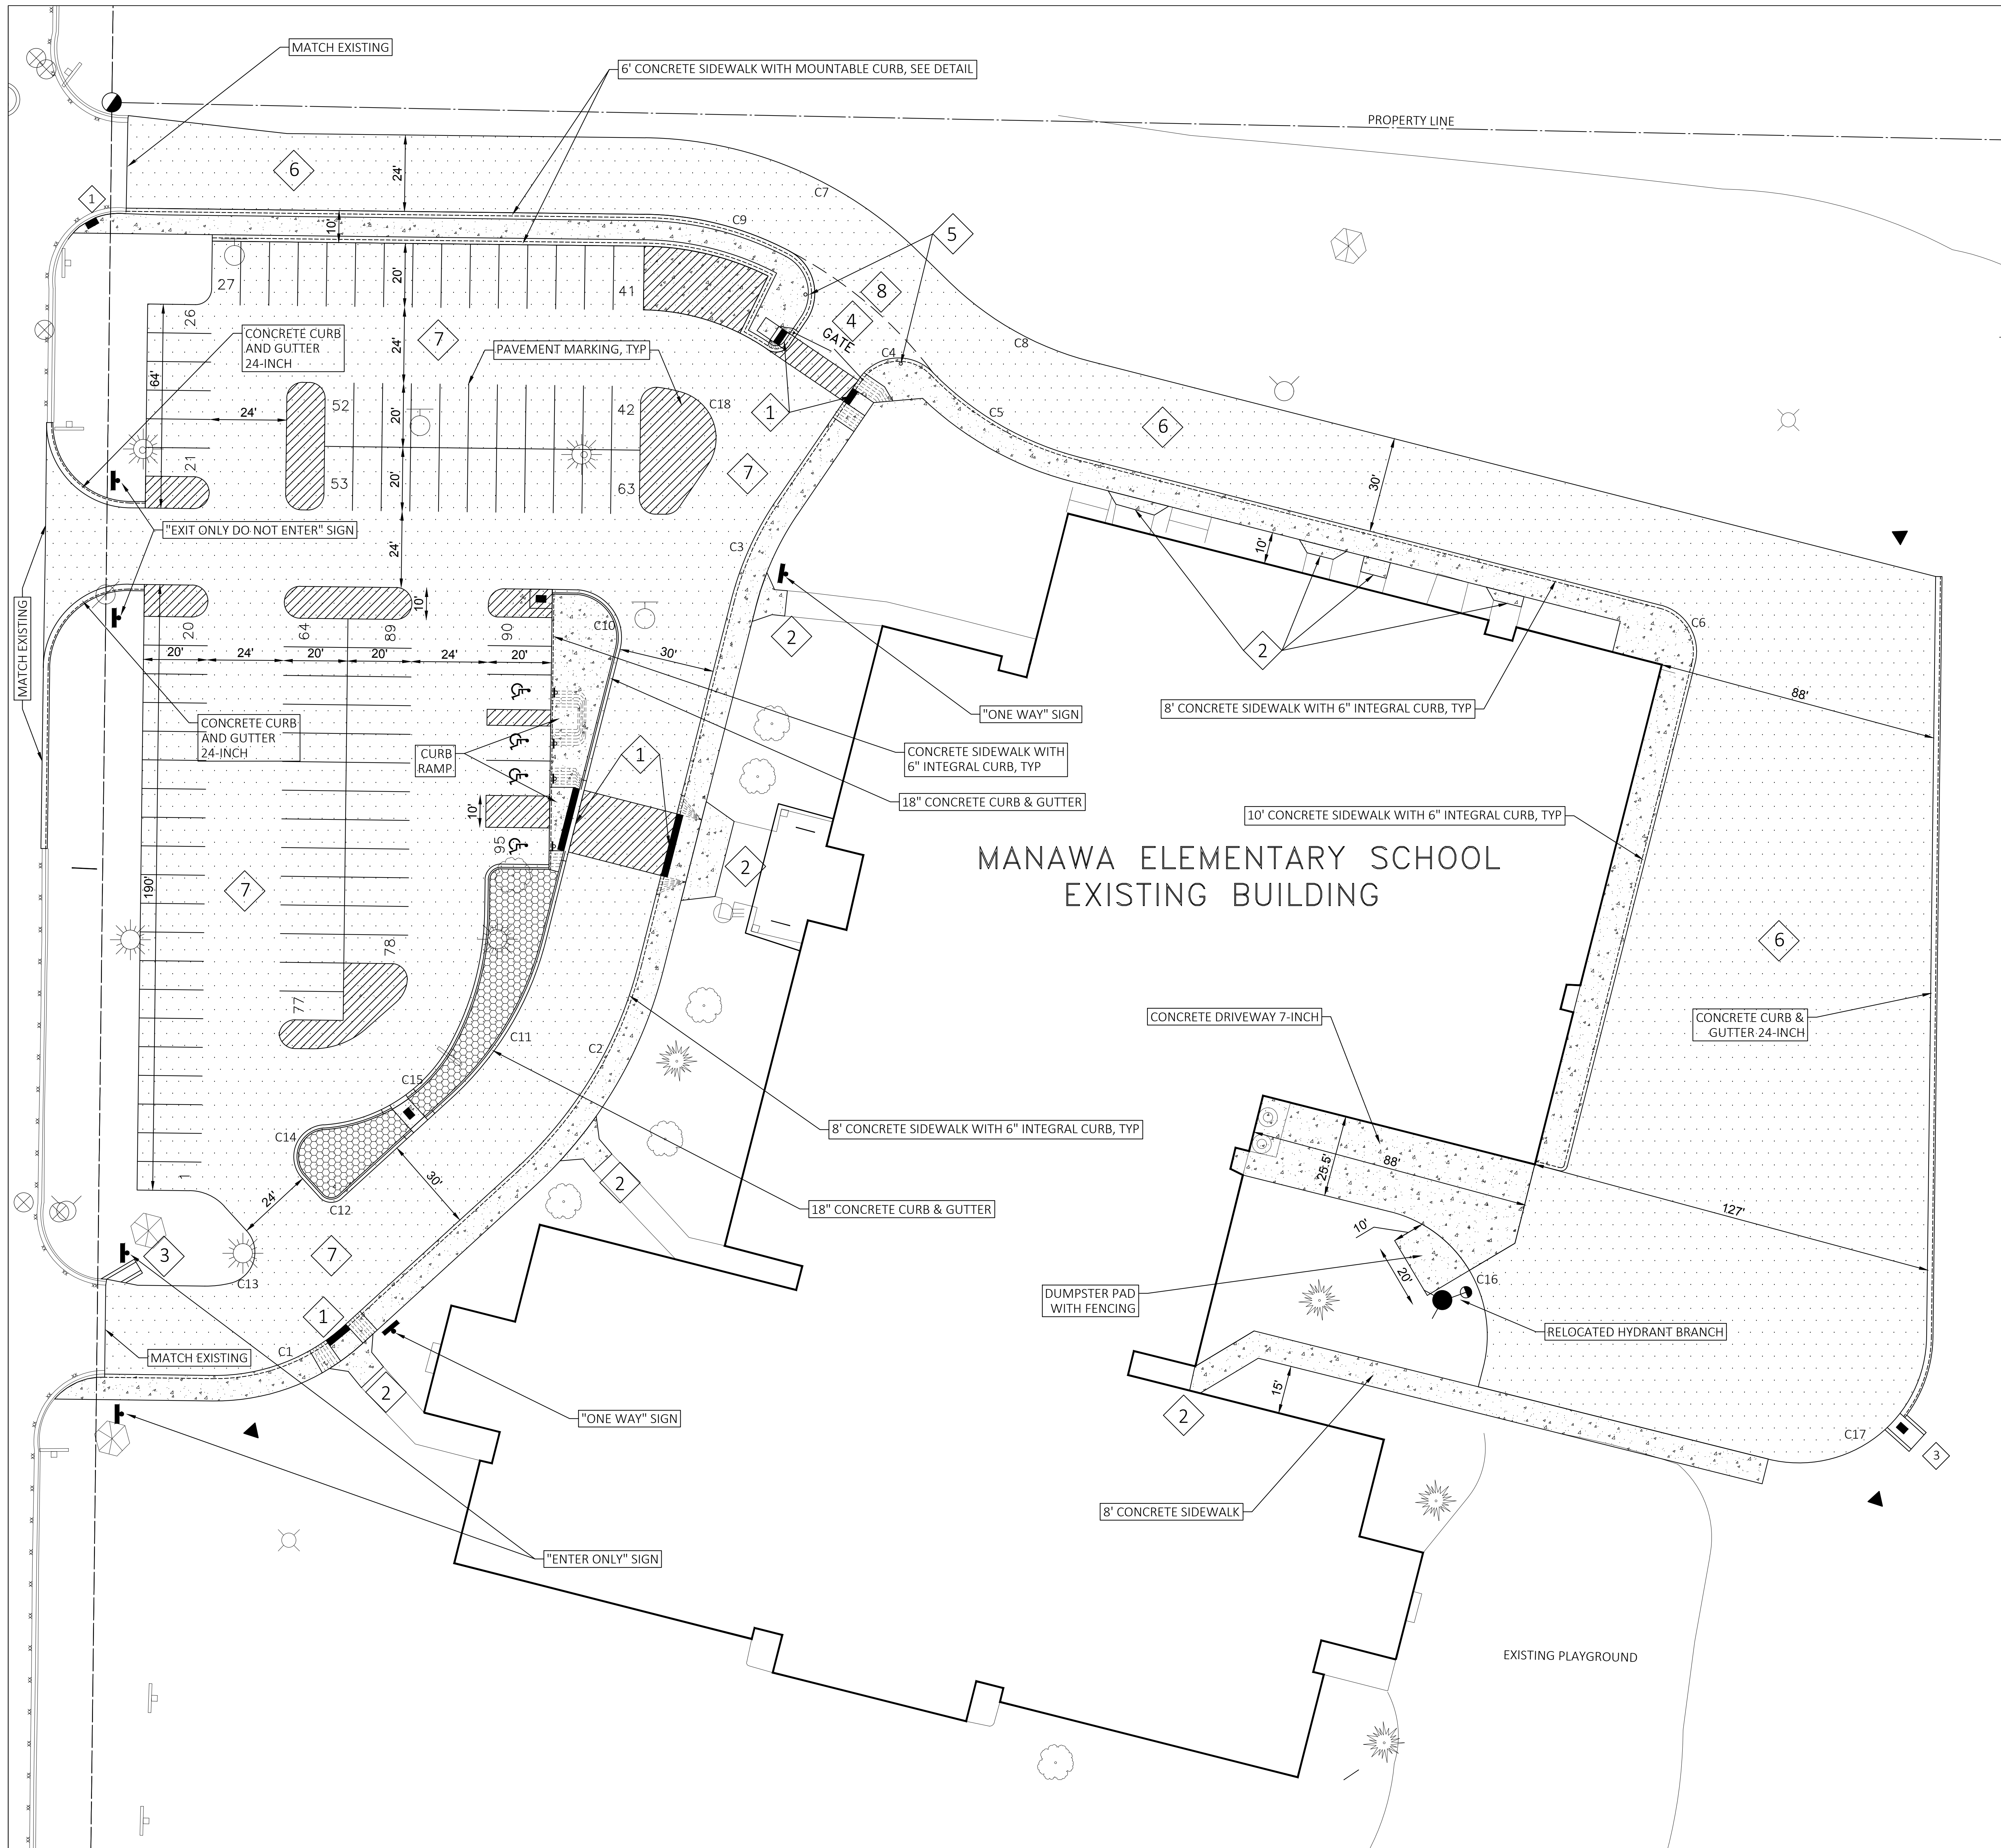 MATCH EXISTING
6' CONCRETE SIDEWALK WITH MOUNTABLE CURB, SEE DETAIL
PROPERTY LINE
6
24'
C7
1
C9
10'
5
20'
27
41
8
26
4
GATE
CONCRETE CURB
AND GUTTER
24-INCH
7
24'
PAVEMENT MARKING, TYP
C4
C8
64'
24'
52
20'
42
C18
1
C5
6
21
53
20'
63
7
30'
"EXIT ONLY DO NOT ENTER" SIGN
24'
C3
10'
MATCH EXISTING
10'
20
64
89
90
C10
2
C6
20'
24'
20'
20'
24'
20'
30'
2
88'
"ONE WAY" SIGN
8' CONCRETE SIDEWALK WITH 6" INTEGRAL CURB, TYP
CONCRETE CURB
AND GUTTER
24-INCH
CURB
RAMP
1
CONCRETE SIDEWALK WITH
6" INTEGRAL CURB, TYP
18" CONCRETE CURB & GUTTER
10'
10' CONCRETE SIDEWALK WITH 6" INTEGRAL CURB, TYP
95
2
MANAWA ELEMENTARY SCHOOL
EXISTING BUILDING
190'
7
78
6
77
CONCRETE DRIVEWAY 7-INCH
CONCRETE CURB &
GUTTER 24-INCH
C11
C2
C15
8' CONCRETE SIDEWALK WITH 6" INTEGRAL CURB, TYP
C14
1
24'
30'
2
25.5'
88'
127'
C12
18" CONCRETE CURB & GUTTER
10'
3
7
C13
20'
C16
DUMPSTER PAD
WITH FENCING
1
RELOCATED HYDRANT BRANCH
MATCH EXISTING
C1
2
15'
2
"ONE WAY" SIGN
C17
3
8' CONCRETE SIDEWALK
"ENTER ONLY" SIGN
EXISTING PLAYGROUND